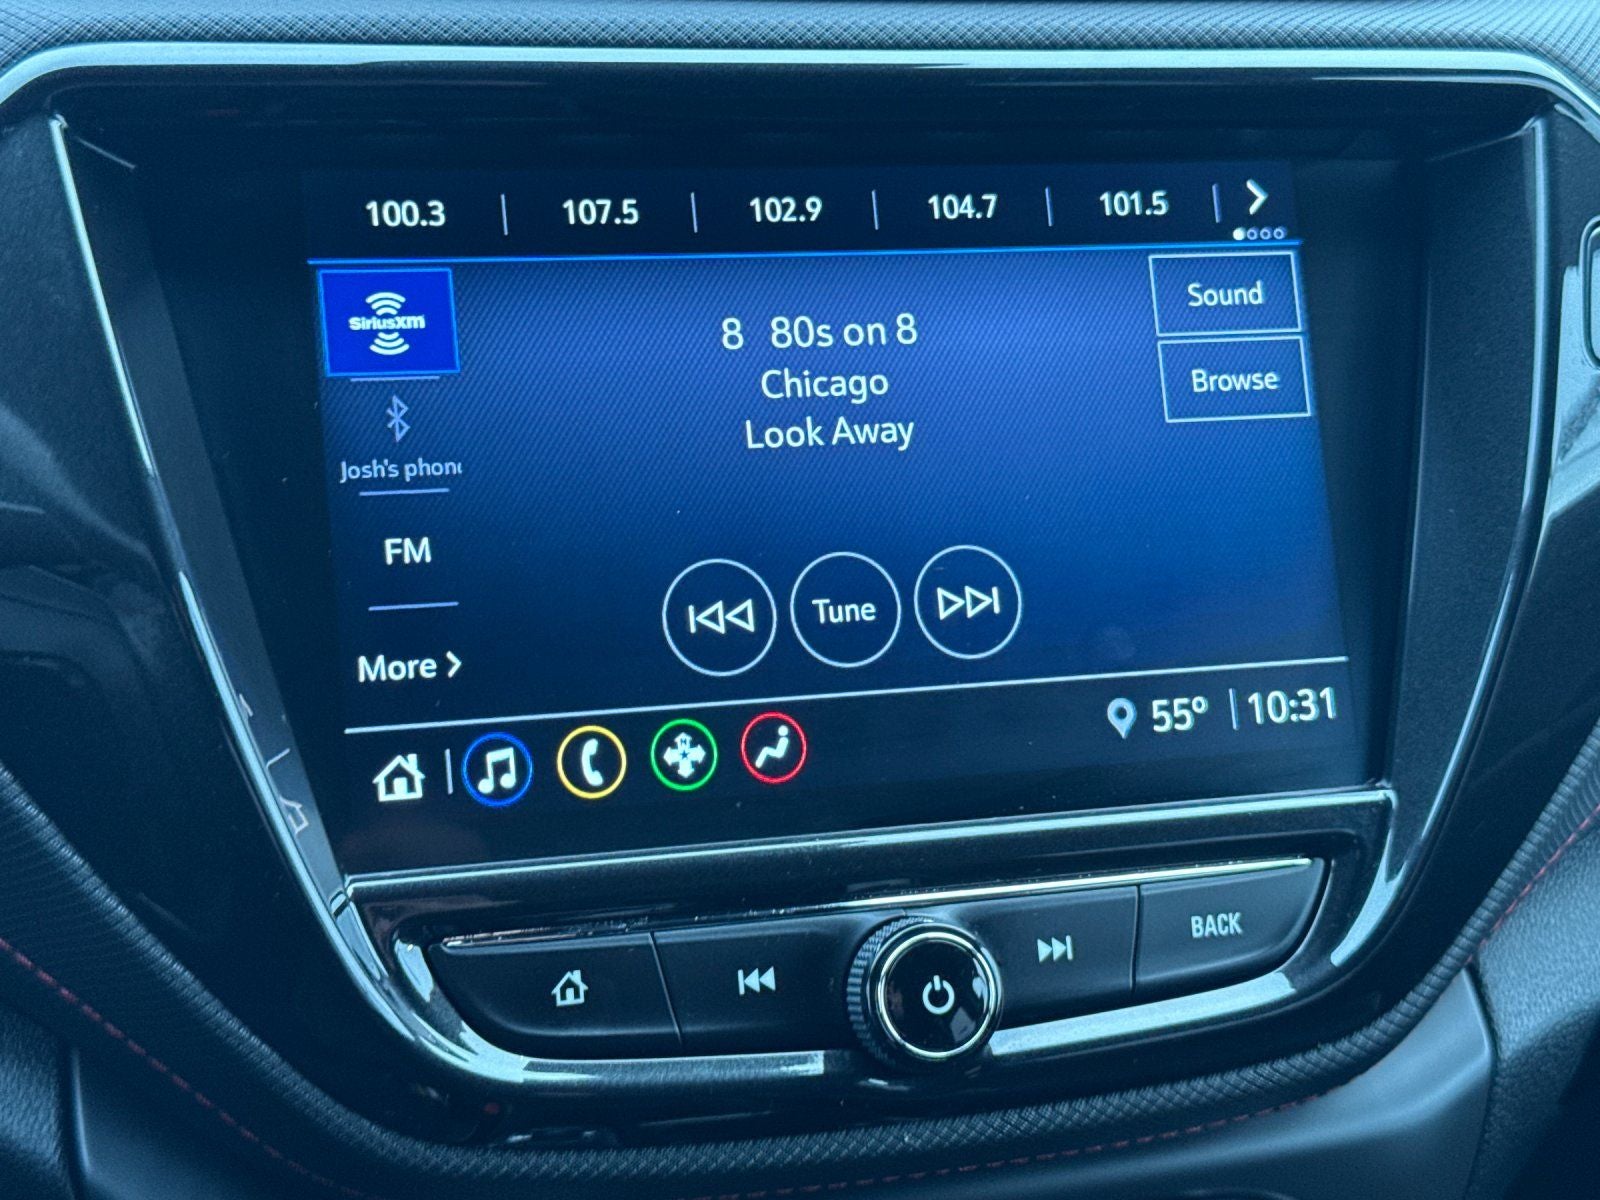 100.3 | 107.5 | 102.9 | 104.7 | 101.5 | >
SiriusXM
8 80s on 8
Chicago
Look Away
Sound
Browse
Josh's phon
FM
More >
Tune
55° | 10:31
N
BACK